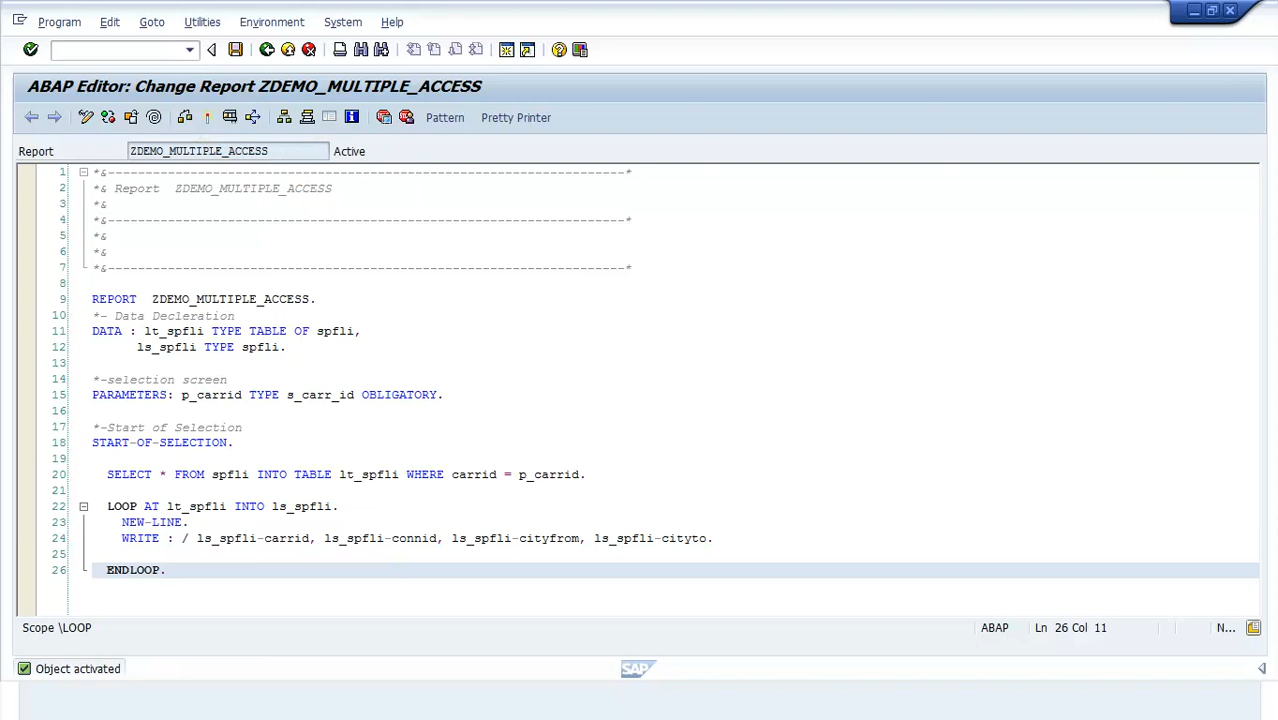 Program Edit Goto Utilities Environment System Help
ABAP Editor: Change Report ZDEMO_MULTIPLE_ACCESS
Pattern Pretty Printer
Report ZDEMO_MULTIPLE_ACCESS Active
1 *&---------------------------------------------------------------------*
2 *& Report  ZDEMO_MULTIPLE_ACCESS
3 *&
4 *&---------------------------------------------------------------------*
5 *&
6 *&
7 *&---------------------------------------------------------------------*
8
9 REPORT  ZDEMO_MULTIPLE_ACCESS.
10 *- Data Decleration
11 DATA : lt_spfli TYPE TABLE OF spfli,
12       ls_spfli TYPE spfli.
13
14 *-selection screen
15 PARAMETERS: p_carrid TYPE s_carr_id OBLIGATORY.
16
17 *-Start of Selection
18 START-OF-SELECTION.
19
20   SELECT * FROM spfli INTO TABLE lt_spfli WHERE carrid = p_carrid.
21
22   LOOP AT lt_spfli INTO ls_spfli.
23     NEW-LINE.
24     WRITE : / ls_spfli-carrid, ls_spfli-connid, ls_spfli-cityfrom, ls_spfli-cityto.
25
26   ENDLOOP.
Scope \LOOP ABAP Ln 26 Col 11 N...
Object activated SAP